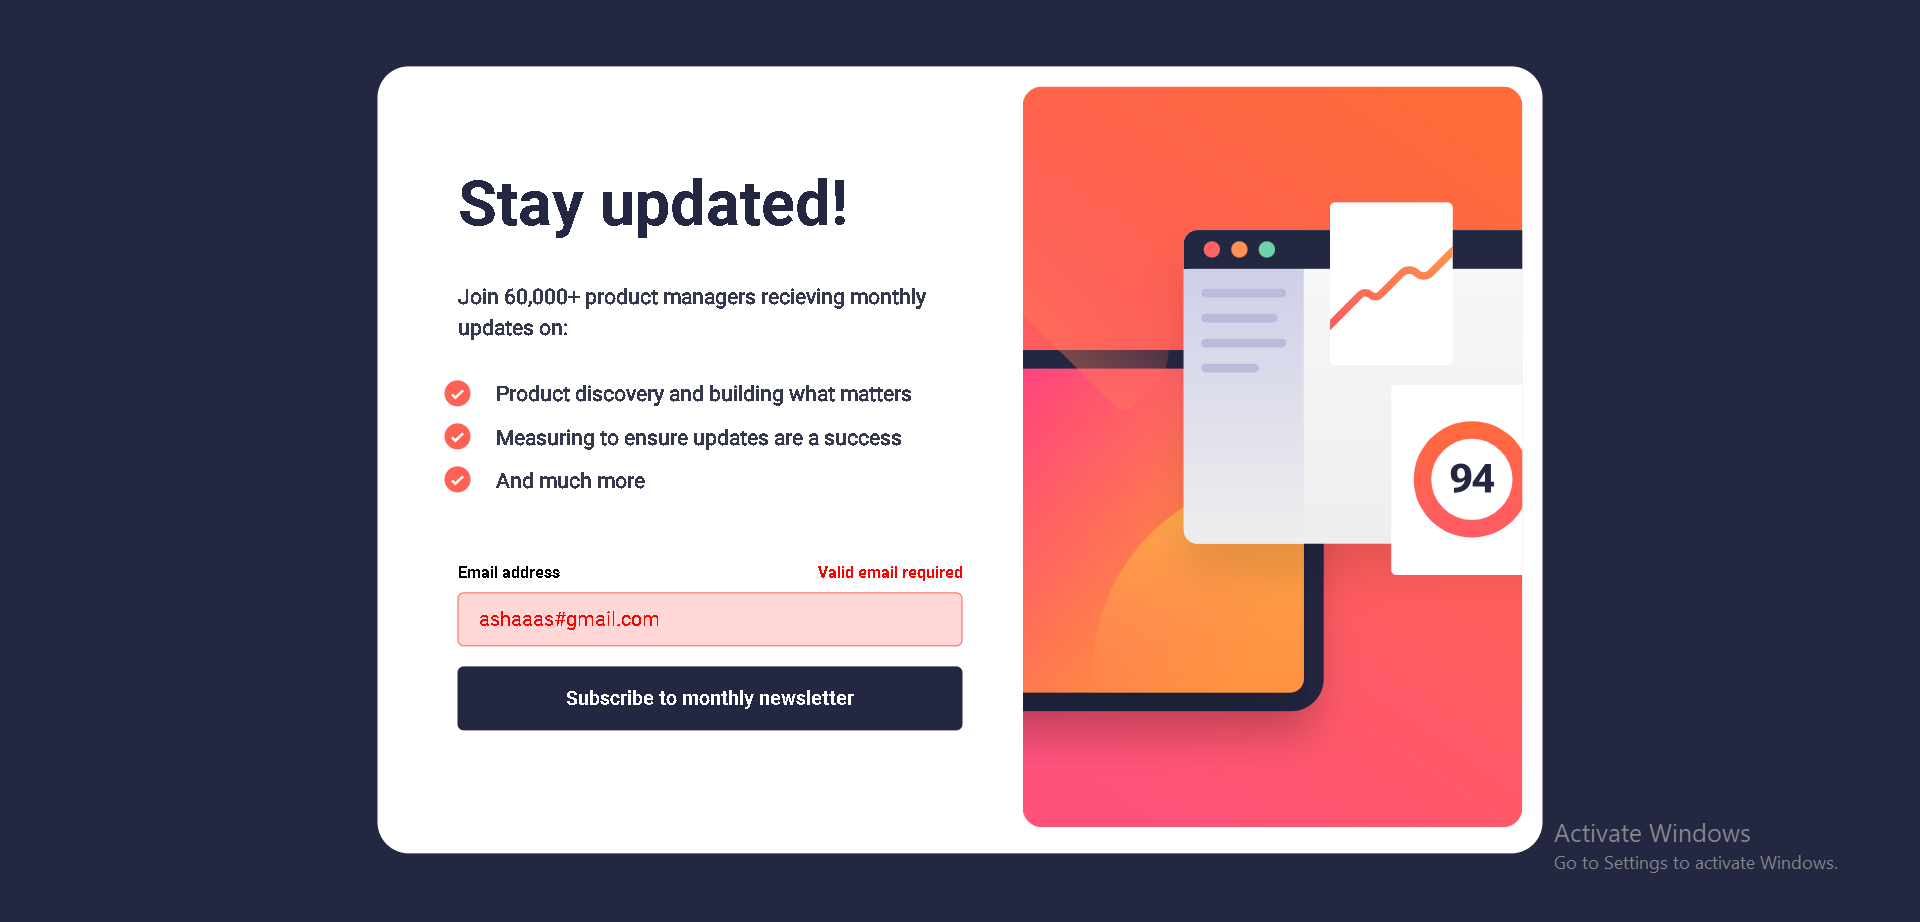 Stay updated!
Join 60,000+ product managers recieving monthly
updates on:
Product discovery and building what matters
Measuring to ensure updates are a success
And much more
Email address
Valid email required
ashaaas#gmail.com
Subscribe to monthly newsletter
94
Activate Windows
Go to Settings to activate Windows.